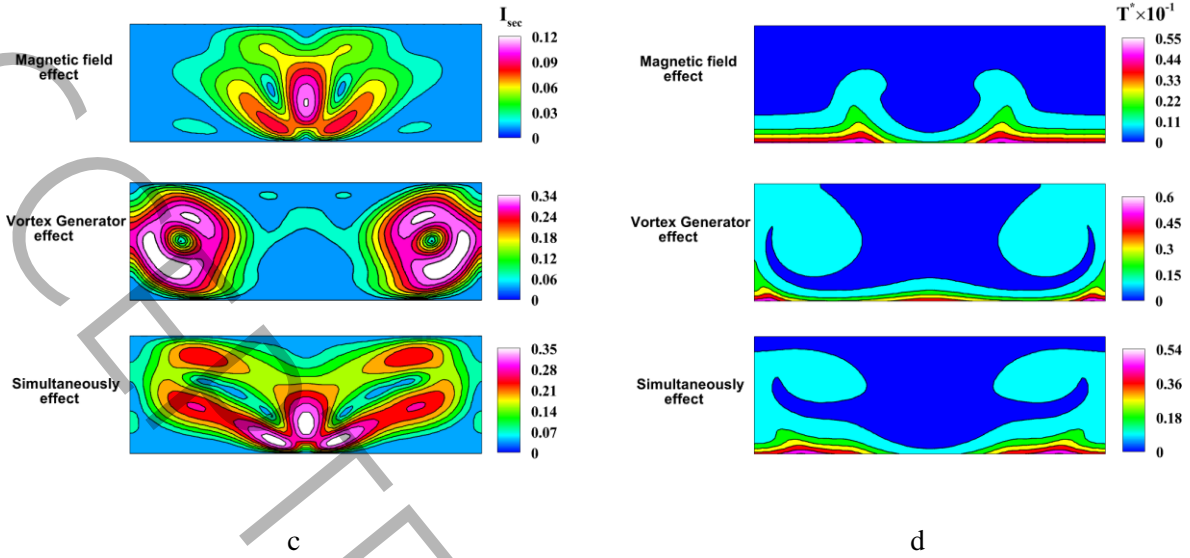 I_sec
0.12
0.09
0.06
0.03
0
Magnetic field
effect
0.34
0.24
0.18
0.12
0.06
0
Vortex Generator
effect
0.35
0.28
0.21
0.14
0.07
0
Simultaneously
effect
c
T*×10⁻¹
0.55
0.44
0.33
0.22
0.11
0
Magnetic field
effect
0.6
0.45
0.3
0.15
0
Vortex Generator
effect
0.54
0.36
0.18
0
Simultaneously
effect
d